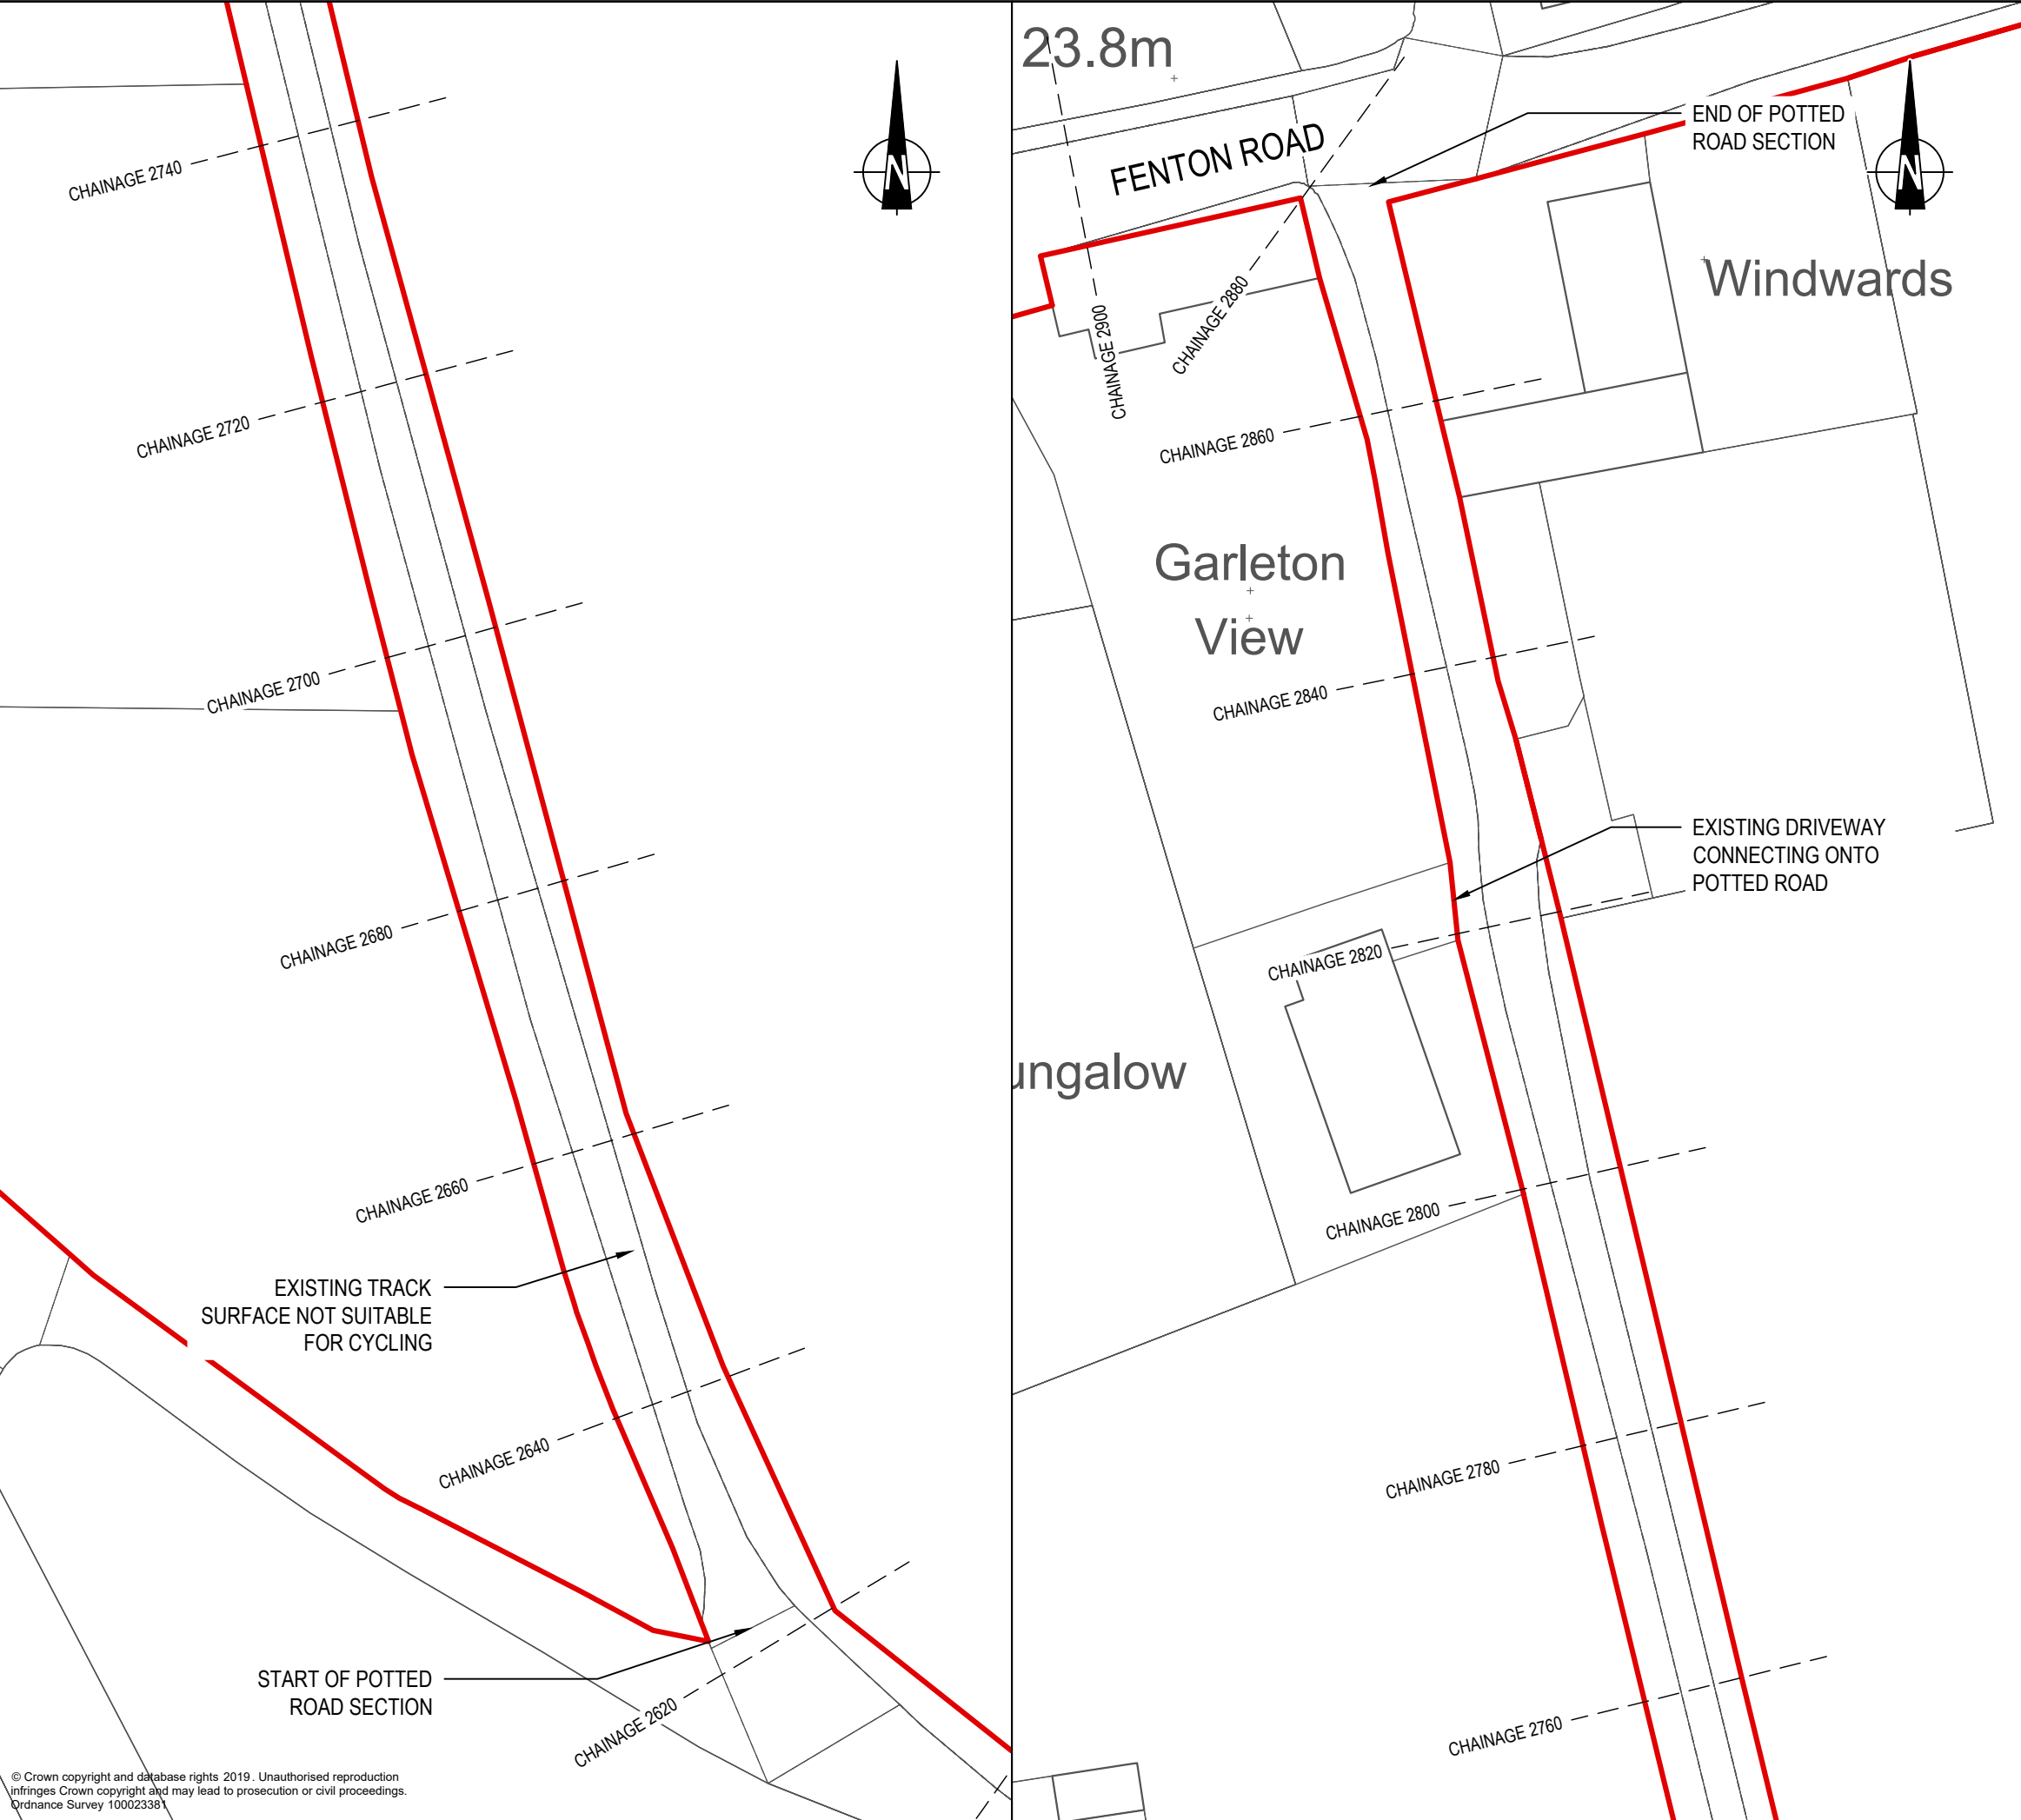 CHAINAGE 2740
N
CHAINAGE 2720
CHAINAGE 2700
CHAINAGE 2680
CHAINAGE 2660
EXISTING TRACK
SURFACE NOT SUITABLE
FOR CYCLING
CHAINAGE 2640
START OF POTTED
ROAD SECTION
CHAINAGE 2620
© Crown copyright and database rights 2019. Unauthorised reproduction
infringes Crown copyright and may lead to prosecution or civil proceedings.
Ordnance Survey 100023381
23.8m
END OF POTTED
ROAD SECTION
FENTON ROAD
N
Windwards
CHAINAGE 2900
CHAINAGE 2880
CHAINAGE 2860
Garleton
View
CHAINAGE 2840
EXISTING DRIVEWAY
CONNECTING ONTO
POTTED ROAD
CHAINAGE 2820
ungalow
CHAINAGE 2800
CHAINAGE 2780
CHAINAGE 2760